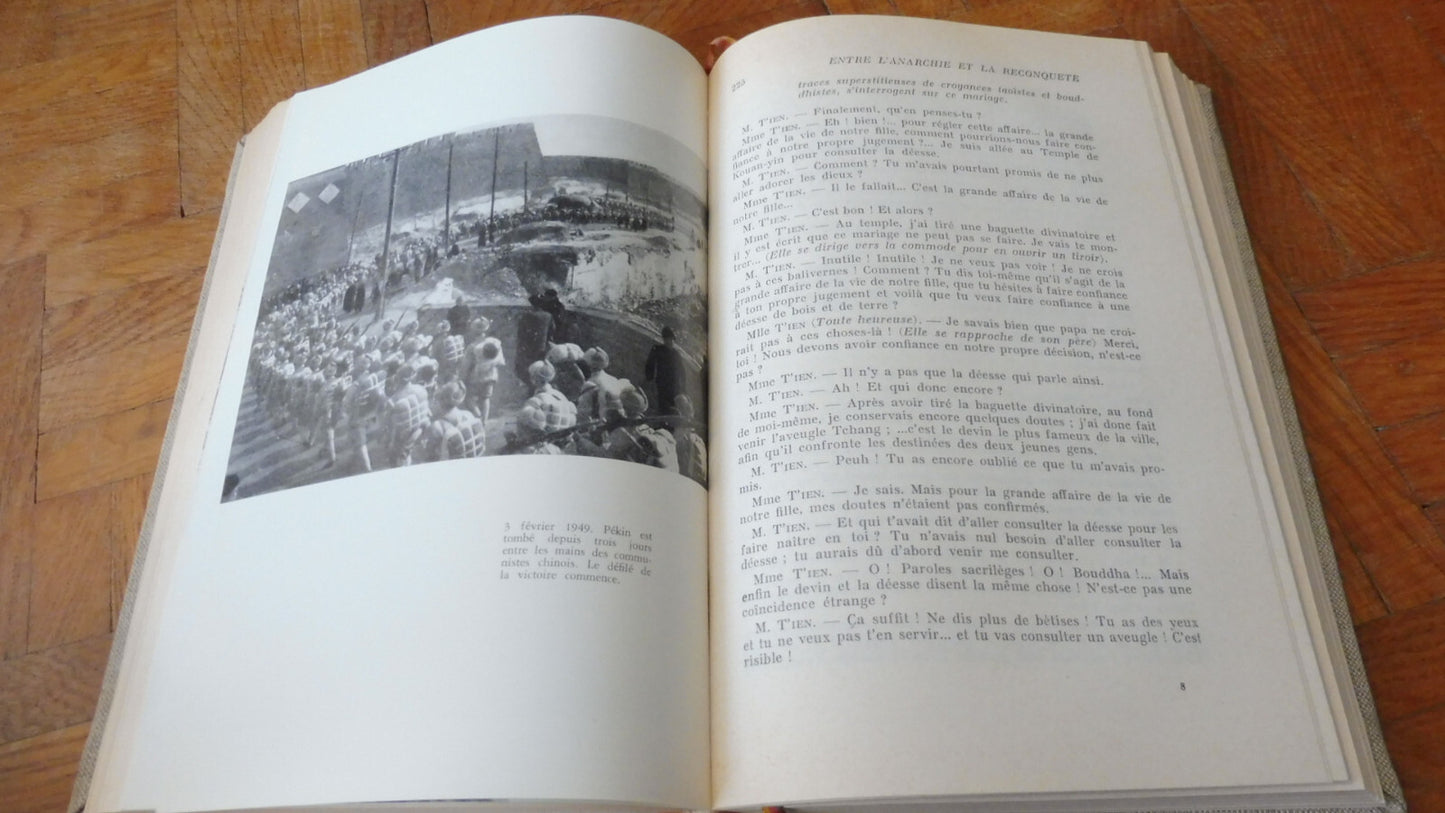 3 février 1949. Pékin est
tombé depuis trois jours
entre les mains des commu-
nistes chinois. Le défilé de
la victoire commence.
ENTRE L'ANARCHIE ET LA RECONQUETE
225
traces superstitieuses de croyances taoïstes et boud-
dhistes, s'interrogent sur ce mariage.
M. T'IEN. — Finalement, qu'en penses-tu ?
Mme T'IEN. — Eh ! bien !... pour régler cette affaire... la grande
affaire de la vie de notre fille, comment pourrions-nous faire con-
fiance à notre propre jugement ?... Je suis allée au Temple de
Kouan-yin pour consulter la déesse.
M. T'IEN. — Comment ? Tu m'avais pourtant promis de ne plus
aller adorer les dieux ?
Mme T'IEN. — Il le fallait... C'est la grande affaire de la vie de
notre fille...
M. T'IEN. — C'est bon ! Et alors ?
Mme T'IEN. — Au temple, j'ai tiré une baguette divinatoire et
il y est écrit que ce mariage ne peut pas se faire. Je vais te mon-
trer... (Elle se dirige vers la commode pour en ouvrir un tiroir).
M. T'IEN. — Inutile ! Inutile ! Je ne veux pas voir ! Je ne crois
pas à ces balivernes ! Comment ? Tu dis toi-même qu'il s'agit de la
grande affaire de la vie de notre fille, que tu hésites à faire confiance
à ton propre jugement et voilà que tu veux faire confiance à une
déesse de bois et de terre ?
Mlle T'IEN (Toute heureuse). — Je savais bien que papa ne croi-
rait pas à ces choses-là ! (Elle se rapproche de son père) Merci,
toi ! Nous devons avoir confiance en notre propre décision, n'est-ce
pas ?
Mme T'IEN. — Il n'y a pas que la déesse qui parle ainsi.
M. T'IEN. — Ah ! Et qui donc encore ?
Mme T'IEN. — Après avoir tiré la baguette divinatoire, au fond
de moi-même, je conservais encore quelques doutes ; j'ai donc fait
venir l'aveugle Tchang ; ...c'est le devin le plus fameux de la ville,
afin qu'il confronte les destinées des deux jeunes gens.
M. T'IEN. — Peuh ! Tu as encore oublié ce que tu m'avais pro-
mis.
Mme T'IEN. — Je sais. Mais pour la grande affaire de la vie de
notre fille, mes doutes n'étaient pas confirmés.
M. T'IEN. — Et qui t'avait dit d'aller consulter la déesse pour les
faire naître en toi ? Tu n'avais nul besoin d'aller consulter la
déesse ; tu aurais dû d'abord venir me consulter.
Mme T'IEN. — O ! Paroles sacrilèges ! O ! Bouddha !... Mais
enfin le devin et la déesse disent la même chose ! N'est-ce pas une
coïncidence étrange ?
M. T'IEN. — Ça suffit ! Ne dis plus de bêtises ! Tu as des yeux
et tu ne veux pas t'en servir... et tu vas consulter un aveugle ! C'est
risible !
8